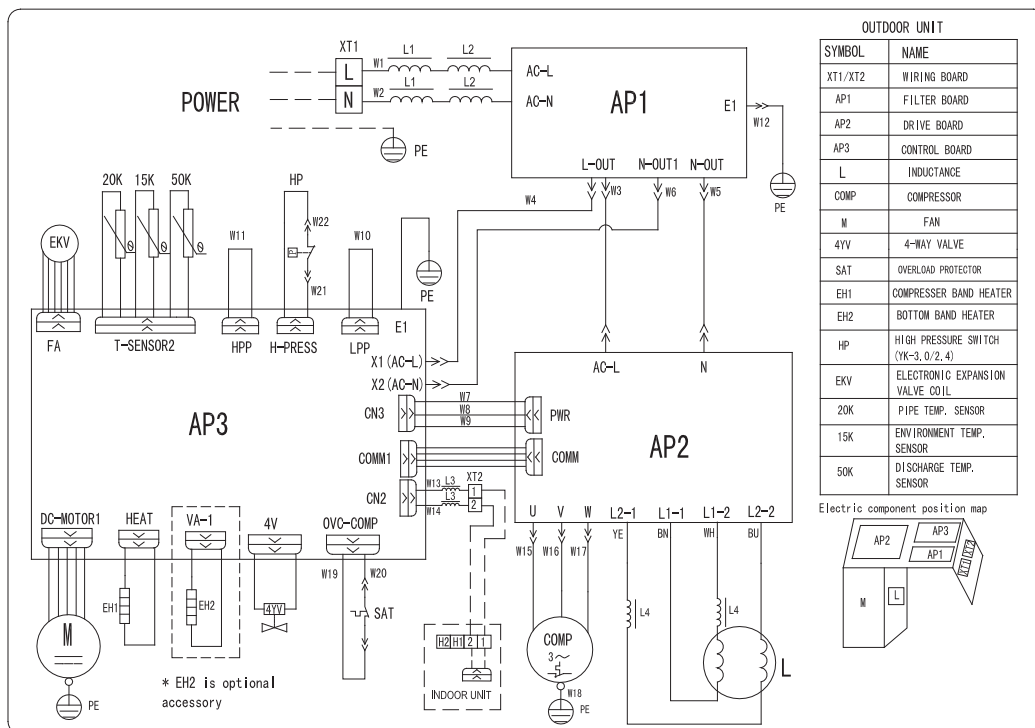 OUTDOOR UNIT
SYMBOL NAME
XT1/XT2 WIRING BOARD
AP1 FILTER BOARD
AP2 DRIVE BOARD
AP3 CONTROL BOARD
L INDUCTANCE
COMP COMPRESSOR
M FAN
4YV 4-WAY VALVE
SAT OVERLOAD PROTECTOR
EH1 COMPRESSER BAND HEATER
EH2 BOTTOM BAND HEATER
HP HIGH PRESSURE SWITCH
(YK-3.0/2.4)
EKV ELECTRONIC EXPANSION
VALVE COIL
20K PIPE TEMP. SENSOR
15K ENVIRONMENT TEMP.
SENSOR
50K DISCHARGE TEMP.
SENSOR
Electric component position map
AP2 AP3
AP1
XT1 XT2
M L
XT1 L1 L2
L W1 AC-L
L1 L2
N W2 AC-N
POWER
PE
AP1
E1
W12
PE
L-OUT N-OUT1 N-OUT
W4 W3 W6 W5
20K 15K 50K HP
θ θ θ
W22
P
W21
W11 W10
EKV
PE
FA T-SENSOR2 HPP H-PRESS LPP E1
X1(AC-L)
X2(AC-N)
AP3
CN3 W7 PWR
W8
W9
COMM1 COMM
CN2 W13 L3 XT2
1
W14 L3 2
AC-L N
AP2
U V W L2-1 L1-1 L1-2 L2-2
W15 W16 W17 YE BN WH BU
DC-MOTOR1 HEAT VA-1 4V OVC-COMP
W19 W20
EH1 EH2 4YV SAT
M
PE
* EH2 is optional
accessory
H2 H1 2 1
INDOOR UNIT
COMP
3~
W18
PE
L4 L4
L